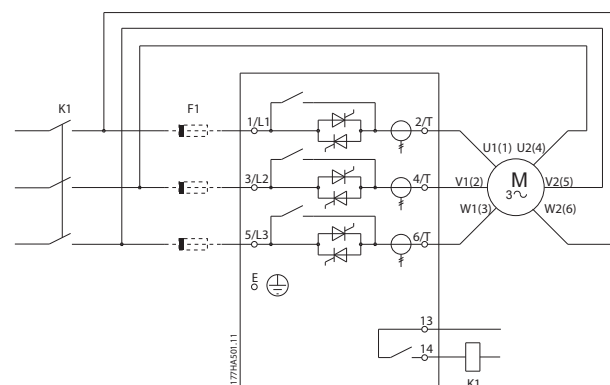 K1
F1
1/L1
2/T
U1(1) U2(4)
3/L2
4/T
V1(2)
M
3
V2(5)
W1(3)
W2(6)
5/L3
6/T
E
13
14
177HA501.11
K1